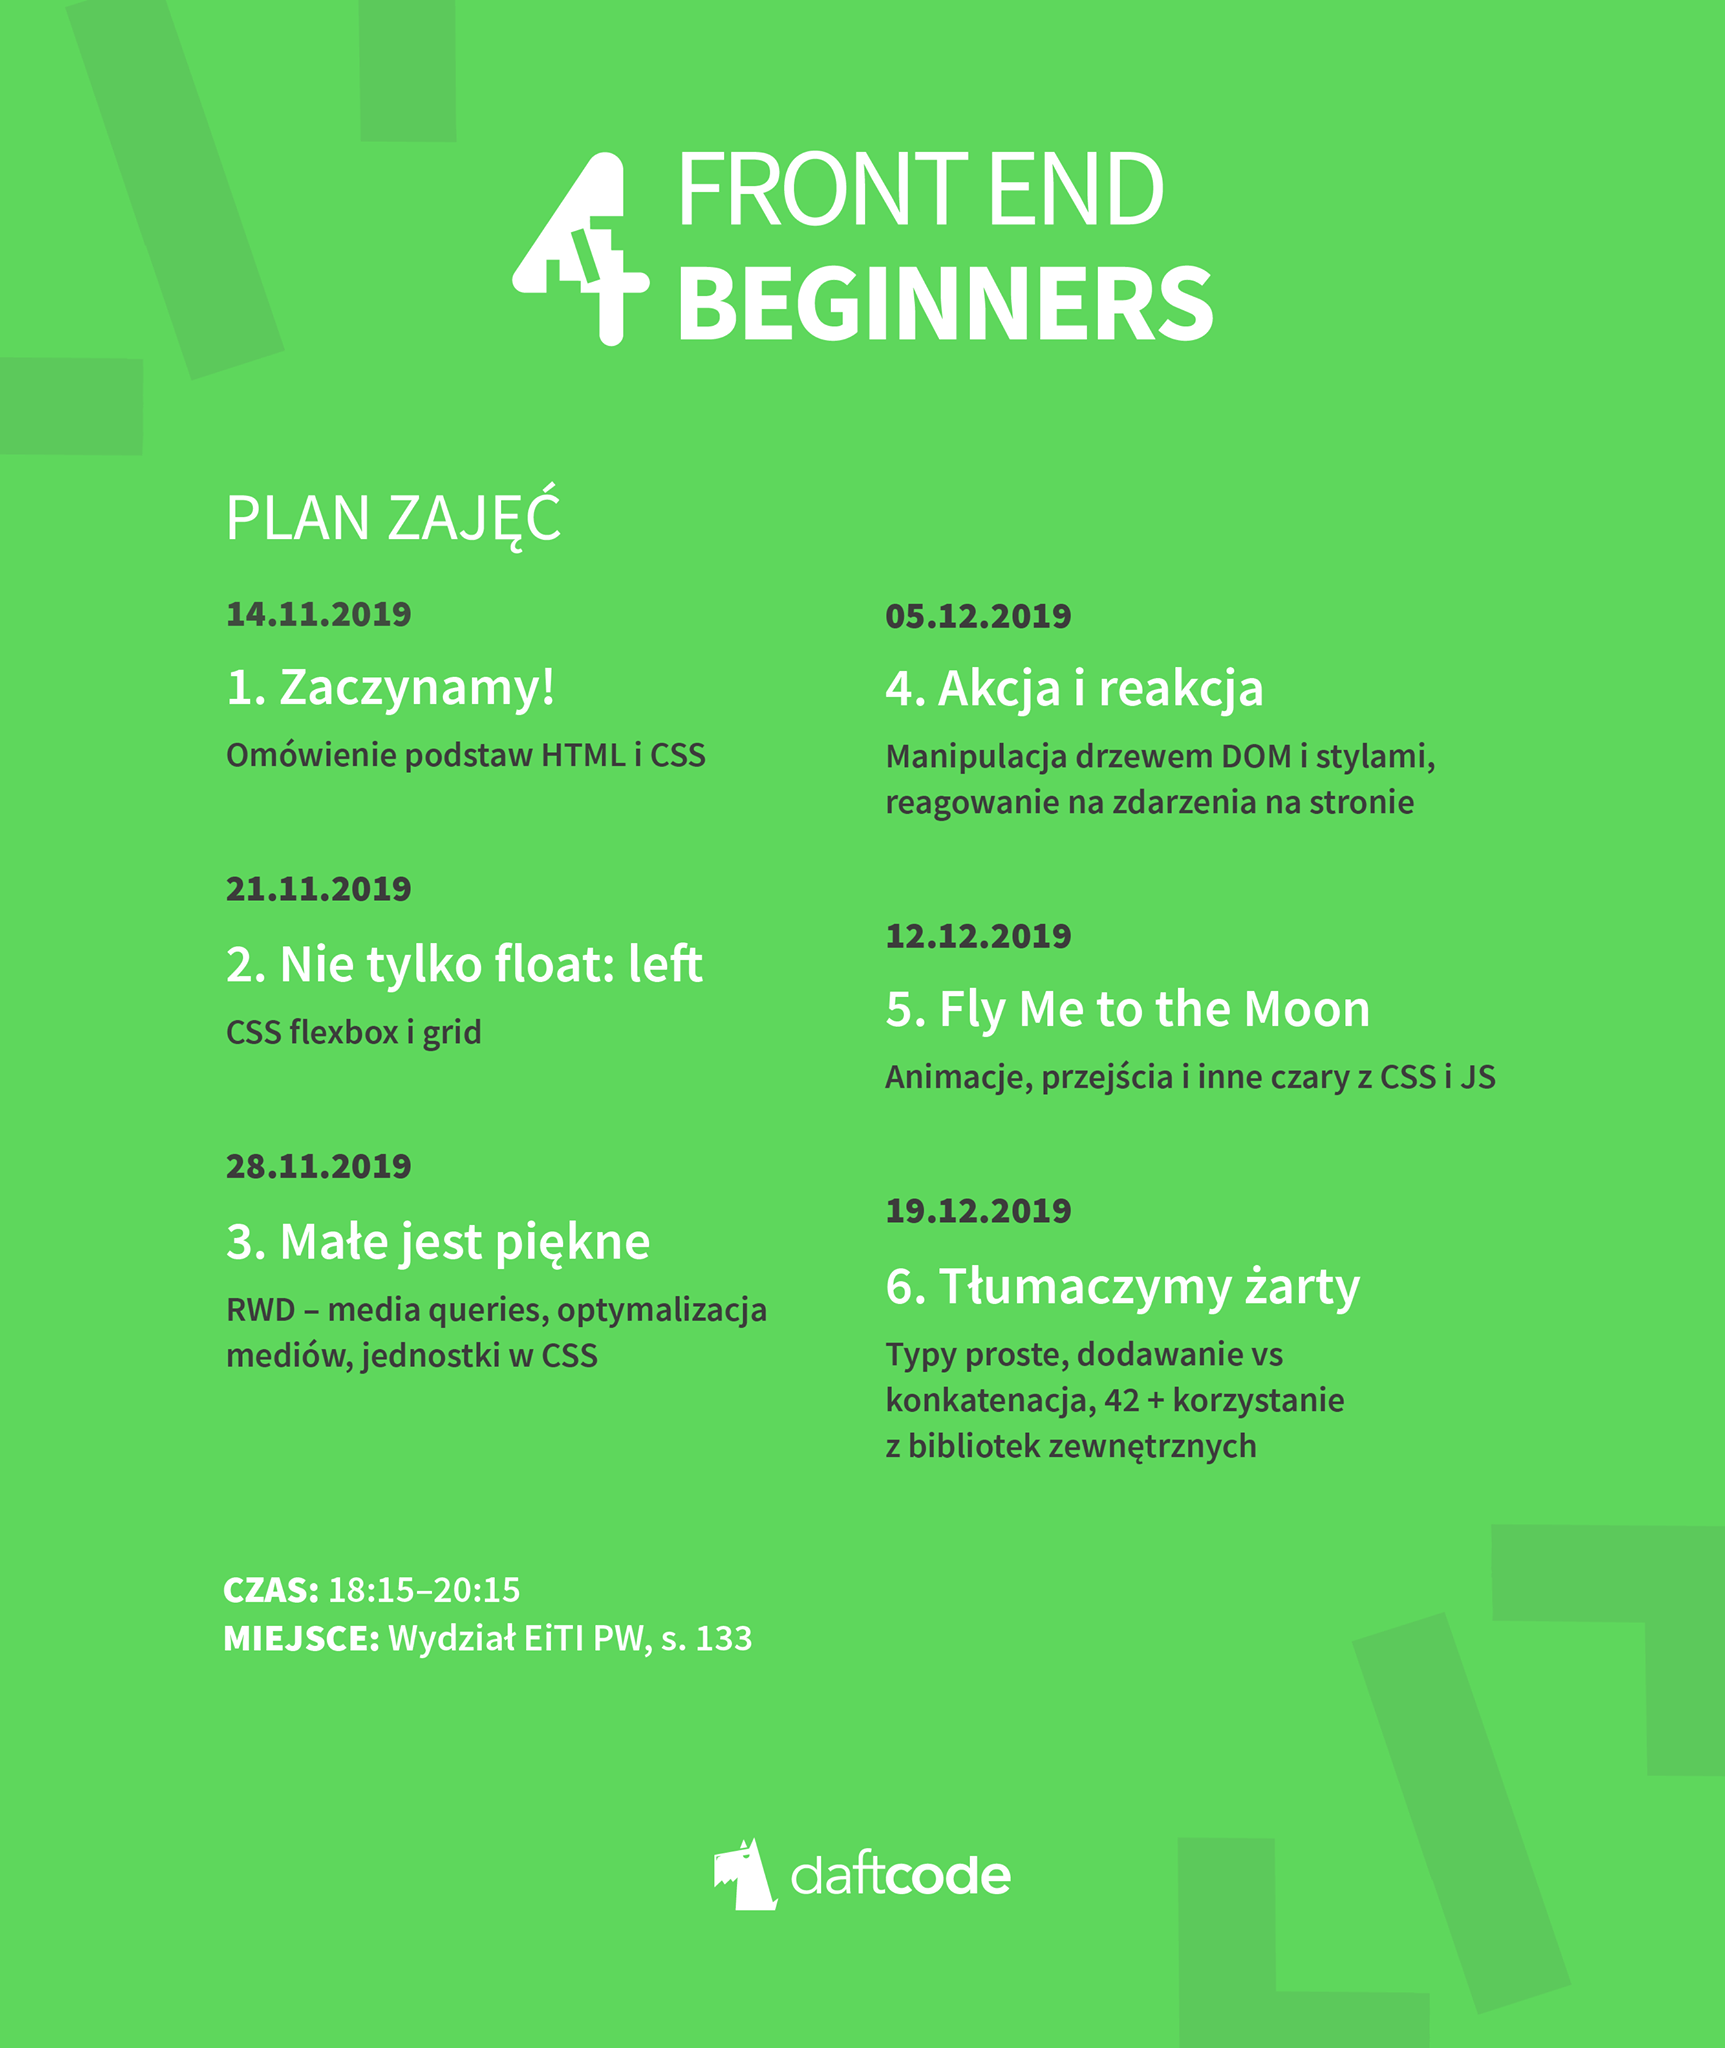 4 FRONT END
BEGINNERS
PLAN ZAJĘĆ
14.11.2019
1. Zaczynamy!
Omówienie podstaw HTML i CSS
21.11.2019
2. Nie tylko float: left
CSS flexbox i grid
28.11.2019
3. Małe jest piękne
RWD – media queries, optymalizacja
mediów, jednostki w CSS
05.12.2019
4. Akcja i reakcja
Manipulacja drzewem DOM i stylami,
reagowanie na zdarzenia na stronie
12.12.2019
5. Fly Me to the Moon
Animacje, przejścia i inne czary z CSS i JS
19.12.2019
6. Tłumaczymy żarty
Typy proste, dodawanie vs
konkatenacja, 42 + korzystanie
z bibliotek zewnętrznych
CZAS: 18:15–20:15
MIEJSCE: Wydział EiTI PW, s. 133
daftcode